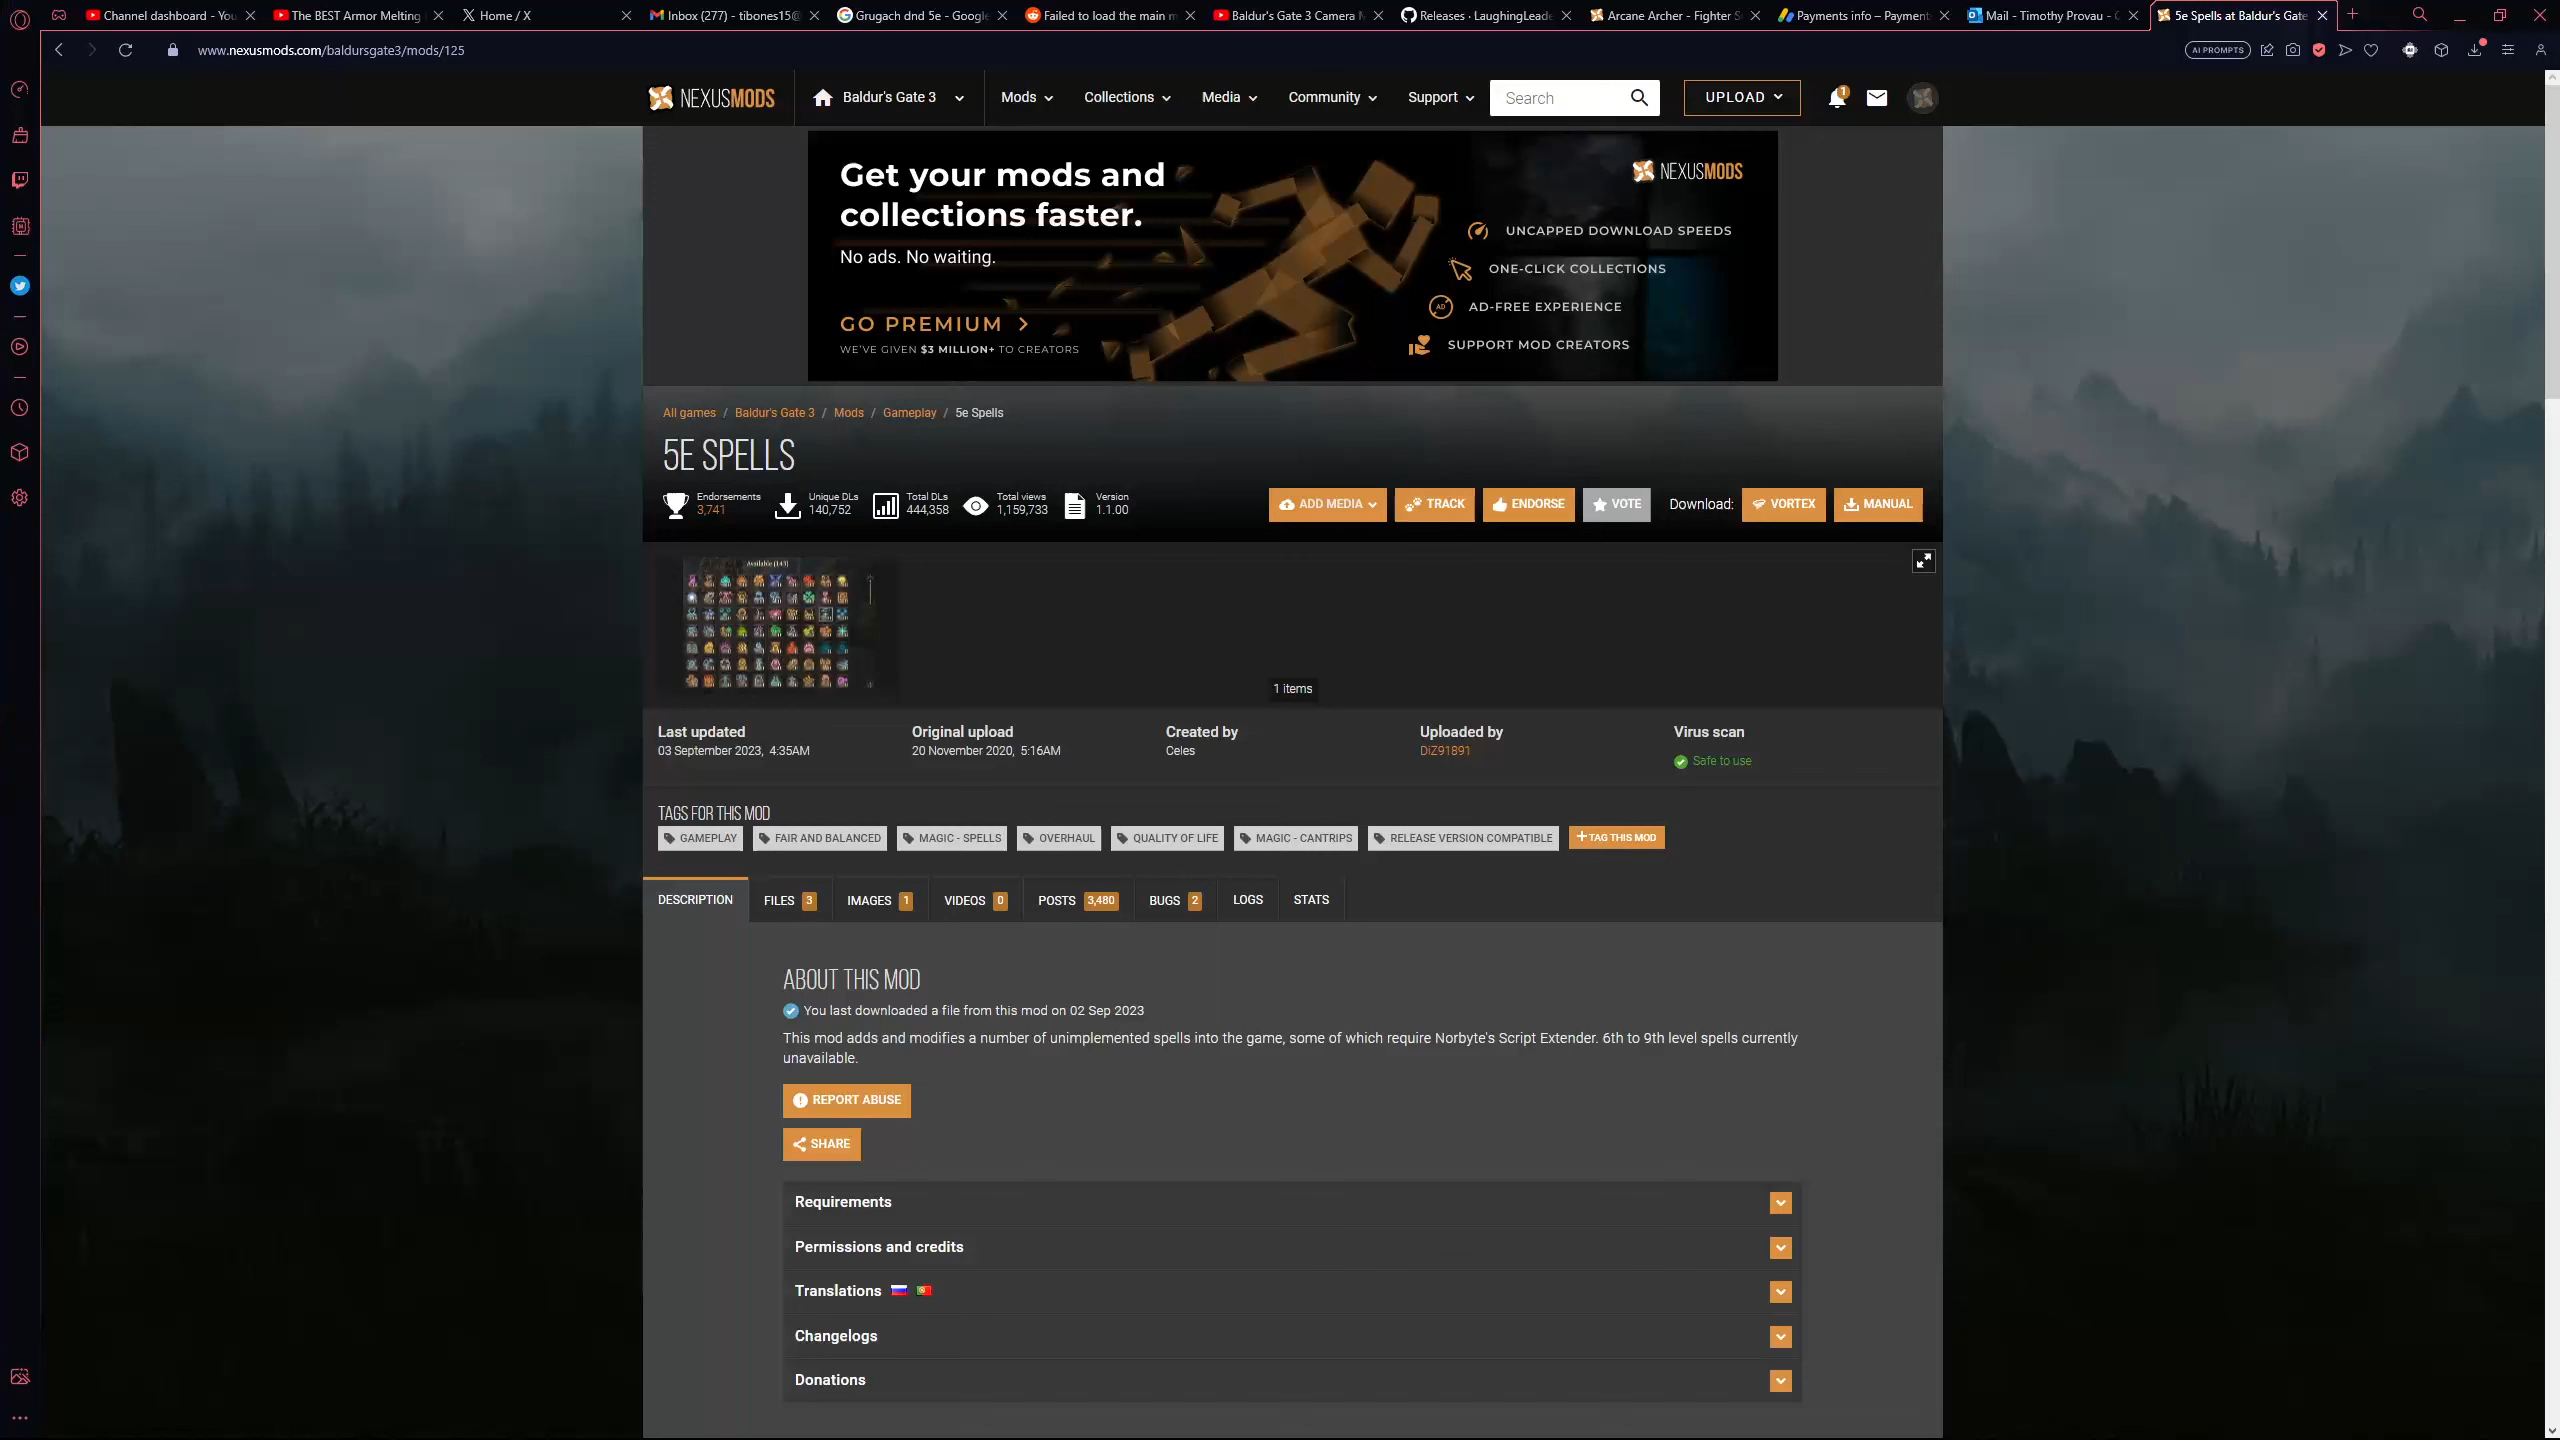 Channel dashboard - You
The BEST Armor Melting
Home / X
Inbox (277) - tibones15@
Grugach dnd 5e - Google
Failed to load the main m
Baldur's Gate 3 Camera M
Releases · LaughingLeade
Arcane Archer - Fighter S
Payments info – Payment
Mail - Timothy Provau - O
5e Spells at Baldur's Gate
www.nexusmods.com/baldursgate3/mods/125
AI PROMPTS
NEXUSMODS
Baldur's Gate 3
Mods
Collections
Media
Community
Support
Search
UPLOAD
1
Get your mods and
collections faster.
No ads. No waiting.
GO PREMIUM
WE'VE GIVEN $3 MILLION+ TO CREATORS
NEXUSMODS
UNCAPPED DOWNLOAD SPEEDS
ONE-CLICK COLLECTIONS
AD
AD-FREE EXPERIENCE
SUPPORT MOD CREATORS
All games / Baldur's Gate 3 / Mods / Gameplay / 5e Spells
5E SPELLS
Endorsements
3,741
Unique DLs
140,752
Total DLs
444,358
Total views
1,159,733
Version
1.1.00
ADD MEDIA
TRACK
ENDORSE
VOTE
Download:
VORTEX
MANUAL
Available (143)
1 items
Last updated
03 September 2023, 4:35AM
Original upload
20 November 2020, 5:16AM
Created by
Celes
Uploaded by
DiZ91891
Virus scan
Safe to use
TAGS FOR THIS MOD
GAMEPLAY
FAIR AND BALANCED
MAGIC - SPELLS
OVERHAUL
QUALITY OF LIFE
MAGIC - CANTRIPS
RELEASE VERSION COMPATIBLE
+TAG THIS MOD
DESCRIPTION
FILES 3
IMAGES 1
VIDEOS 0
POSTS 3,480
BUGS 2
LOGS
STATS
ABOUT THIS MOD
You last downloaded a file from this mod on 02 Sep 2023
This mod adds and modifies a number of unimplemented spells into the game, some of which require Norbyte's Script Extender. 6th to 9th level spells currently
unavailable.
REPORT ABUSE
SHARE
Requirements
Permissions and credits
Translations
Changelogs
Donations